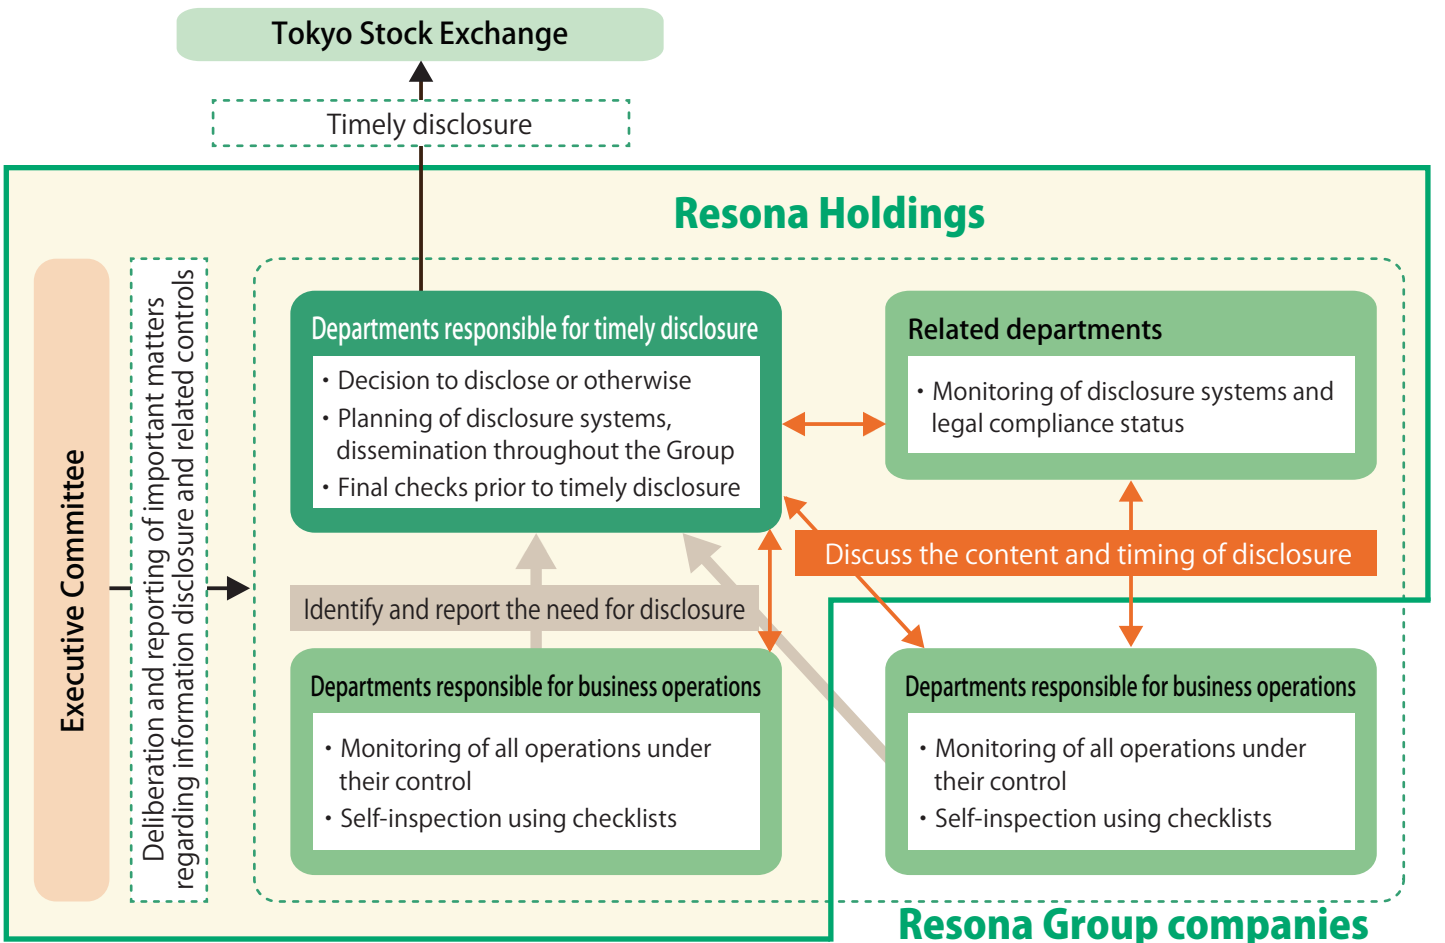 Tokyo Stock Exchange
Timely disclosure
Resona Holdings
Executive Committee
Deliberation and reporting of important matters
regarding information disclosure and related controls
Departments responsible for timely disclosure
・Decision to disclose or otherwise
・Planning of disclosure systems,
dissemination throughout the Group
・Final checks prior to timely disclosure
Related departments
・Monitoring of disclosure systems and
legal compliance status
Discuss the content and timing of disclosure
Identify and report the need for disclosure
Departments responsible for business operations
・Monitoring of all operations under
their control
・Self-inspection using checklists
Departments responsible for business operations
・Monitoring of all operations under
their control
・Self-inspection using checklists
Resona Group companies